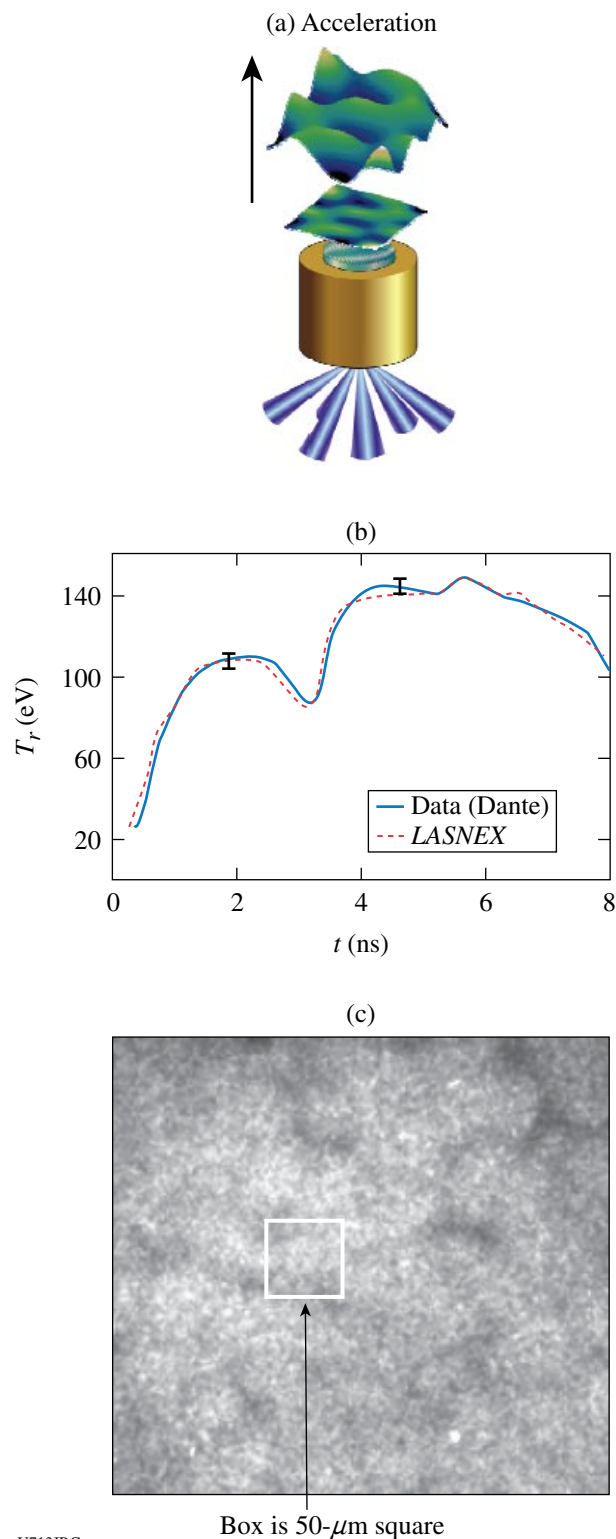 (a) Acceleration
(b)
140
100
60
20
T_r (eV)
Data (Dante)
LASNEX
0 2 4 6 8
t (ns)
(c)
Box is 50-μm square